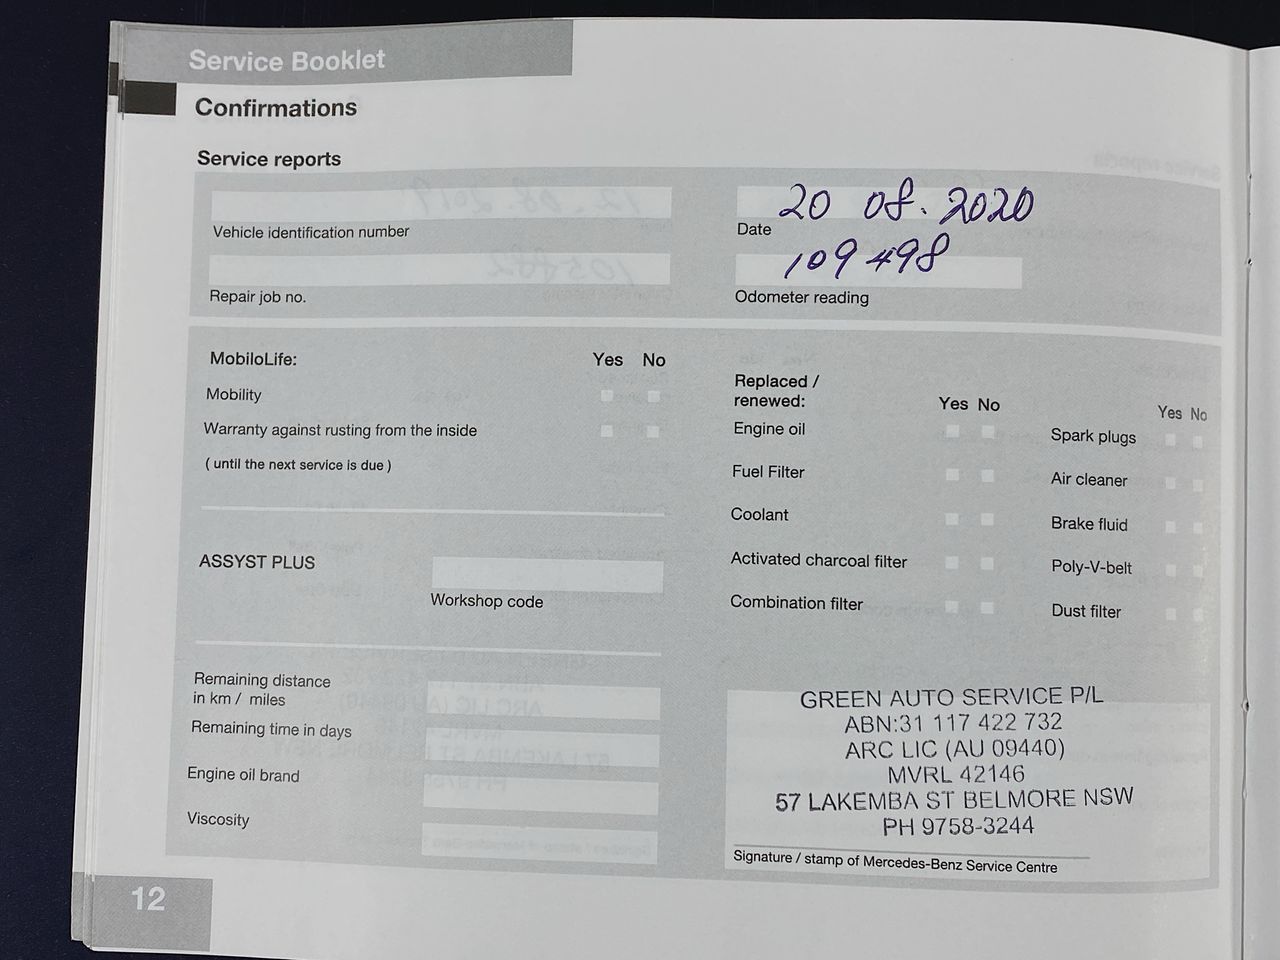 Service Booklet
Confirmations
Service reports
Vehicle identification number
Repair job no.
20 08. 2020
Date
109498
Odometer reading
MobiloLife: Yes No
Mobility
Warranty against rusting from the inside
( until the next service is due )
ASSYST PLUS
Workshop code
Remaining distance
in km / miles
Remaining time in days
Engine oil brand
Viscosity
Replaced /
renewed: Yes No Yes No
Engine oil Spark plugs
Fuel Filter Air cleaner
Coolant Brake fluid
Activated charcoal filter Poly-V-belt
Combination filter Dust filter
GREEN AUTO SERVICE P/L
ABN:31 117 422 732
ARC LIC (AU 09440)
MVRL 42146
57 LAKEMBA ST BELMORE NSW
PH 9758-3244
Signature / stamp of Mercedes-Benz Service Centre
12